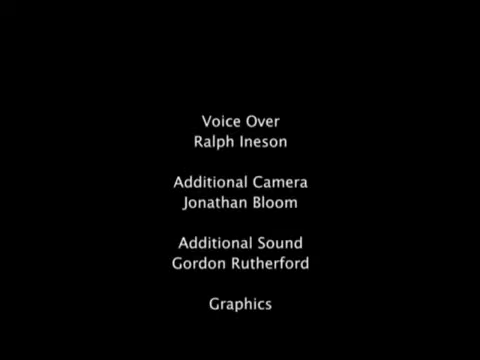 Voice Over
Ralph Ineson
Additional Camera
Jonathan Bloom
Additional Sound
Gordon Rutherford
Graphics